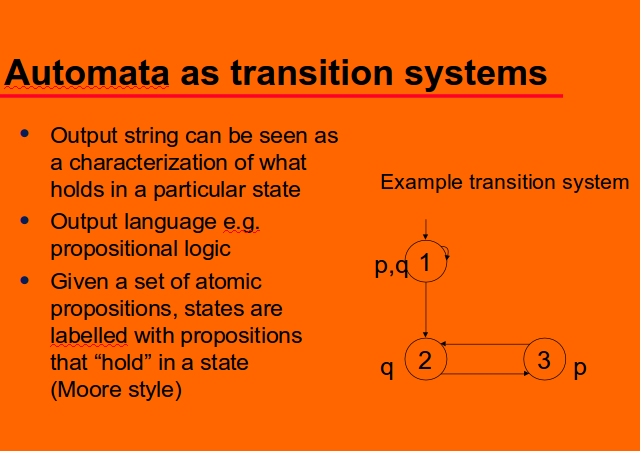 Automata as transition systems
• Output string can be seen as
a characterization of what
holds in a particular state
• Output language e.g.
propositional logic
• Given a set of atomic
propositions, states are
labelled with propositions
that “hold” in a state
(Moore style)
Example transition system
p,q 1
q 2 3 p